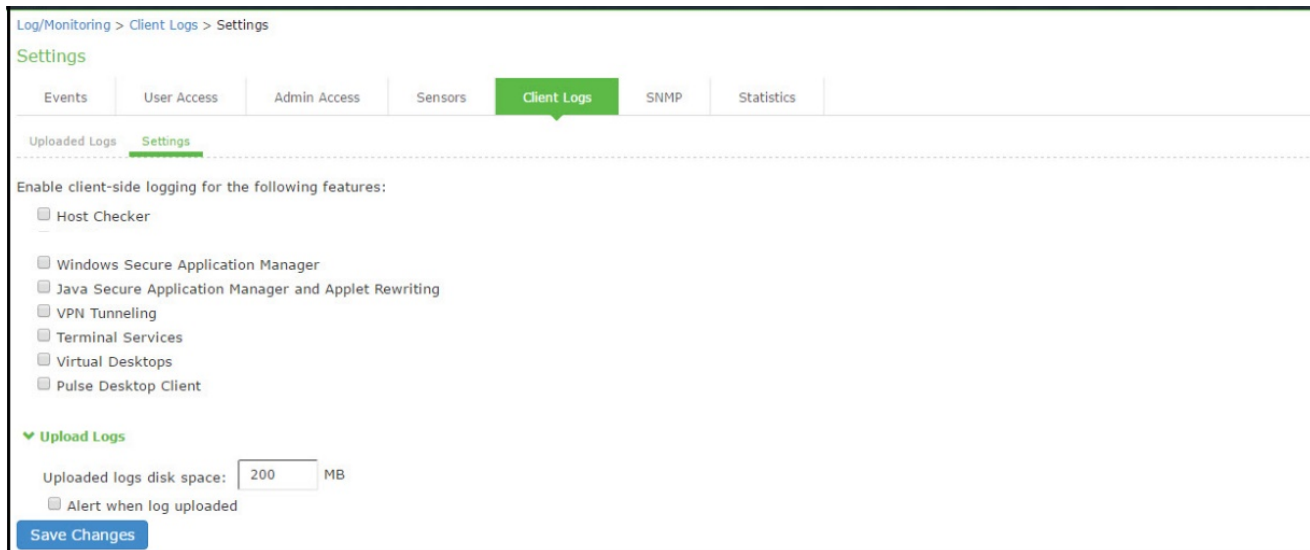 Log/Monitoring > Client Logs > Settings
Settings
Events User Access Admin Access Sensors Client Logs SNMP Statistics
Uploaded Logs Settings
Enable client-side logging for the following features:
Host Checker
Windows Secure Application Manager
Java Secure Application Manager and Applet Rewriting
VPN Tunneling
Terminal Services
Virtual Desktops
Pulse Desktop Client
Upload Logs
Uploaded logs disk space: 200 MB
Alert when log uploaded
Save Changes